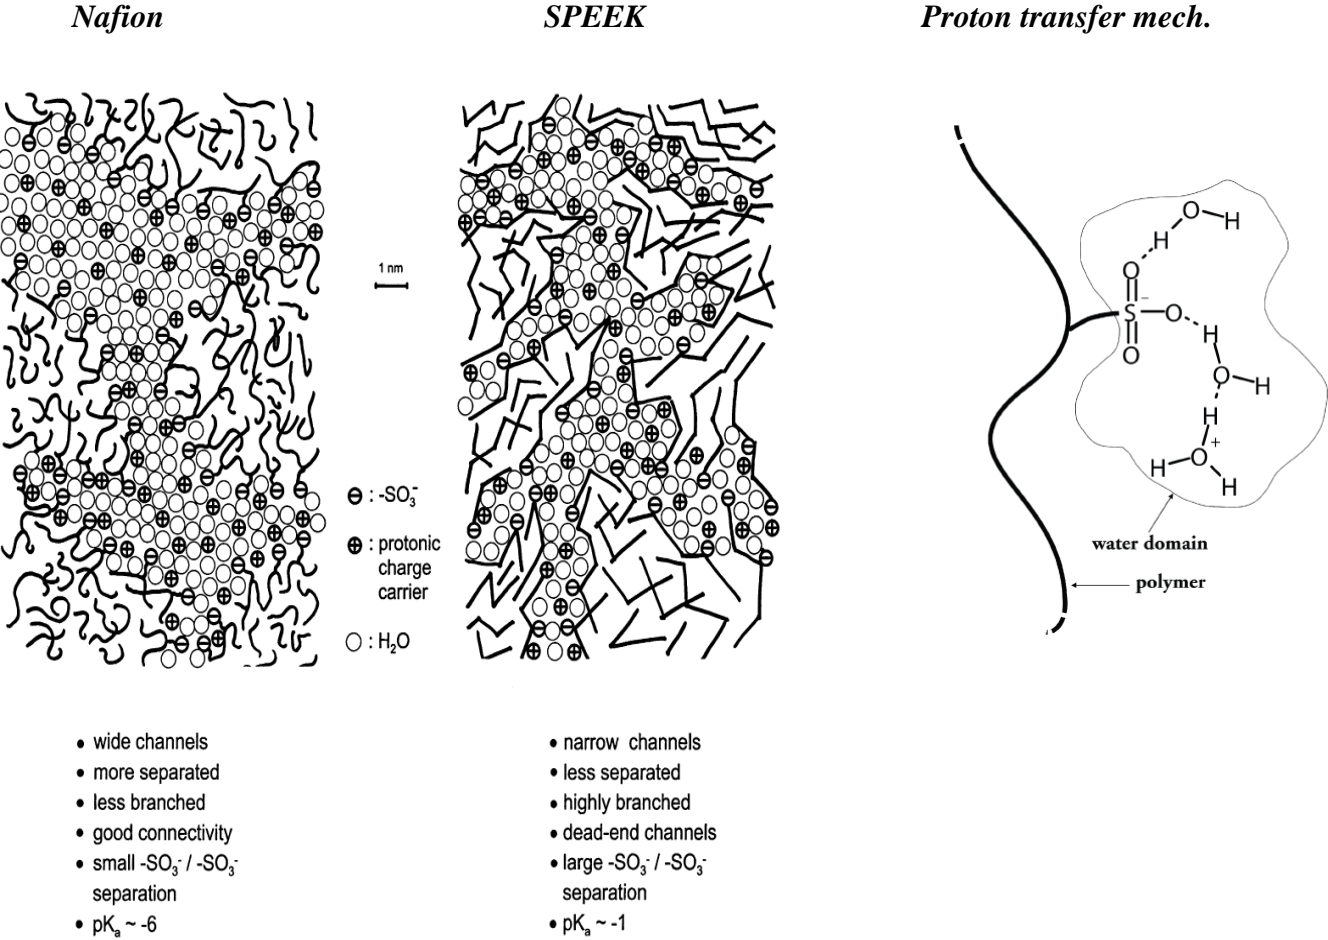 Nafion
SPEEK
Proton transfer mech.
1 nm
⊖ : -SO₃⁻
⊕ : protonic
charge
carrier
○ : H₂O
O
H
H
O
S
⁻
O
O
H
O
H
H
+
H
O
H
water domain
polymer
• wide channels
• more separated
• less branched
• good connectivity
• small -SO₃⁻ / -SO₃⁻
separation
• pKₐ ~ -6
• narrow channels
• less separated
• highly branched
• dead-end channels
• large -SO₃⁻ / -SO₃⁻
separation
• pKₐ ~ -1